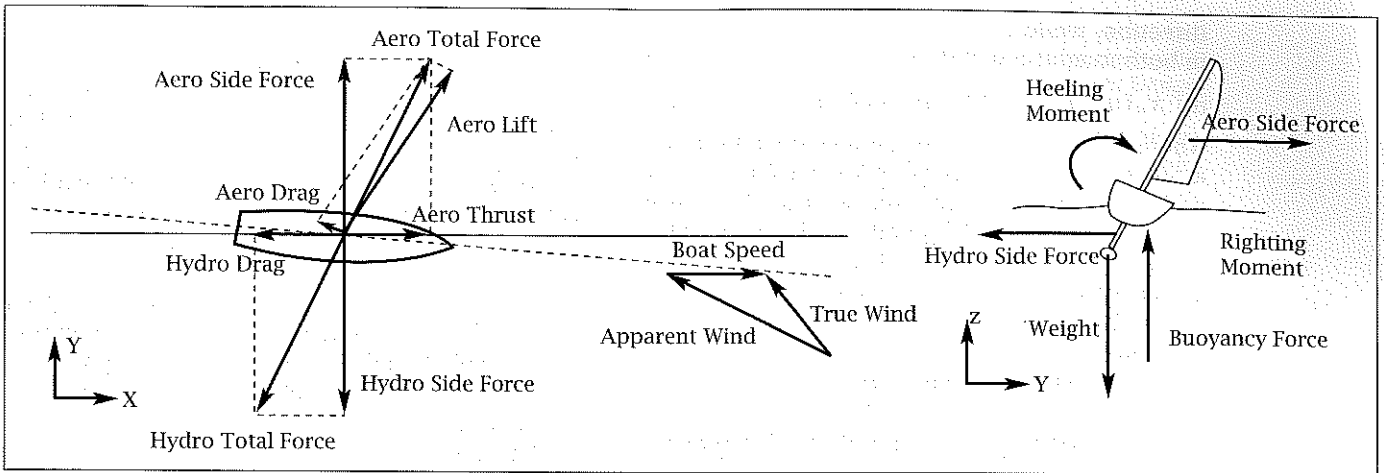 Aero Total Force
Aero Side Force
Aero Lift
Aero Drag
Aero Thrust
Hydro Drag
Boat Speed
True Wind
Apparent Wind
Y
X
Hydro Side Force
Hydro Total Force
Heeling
Moment
Aero Side Force
Hydro Side Force
Righting
Moment
z
Weight
Buoyancy Force
Y